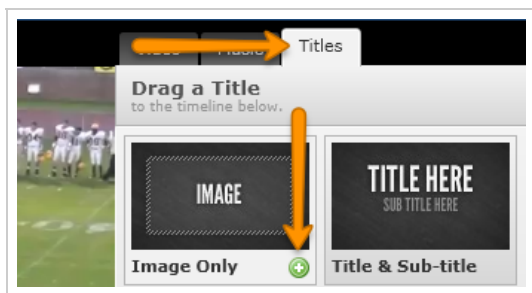 Titles
Drag a Title
to the timeline below.
IMAGE
TITLE HERE
SUB TITLE HERE
Image Only
Title & Sub-title